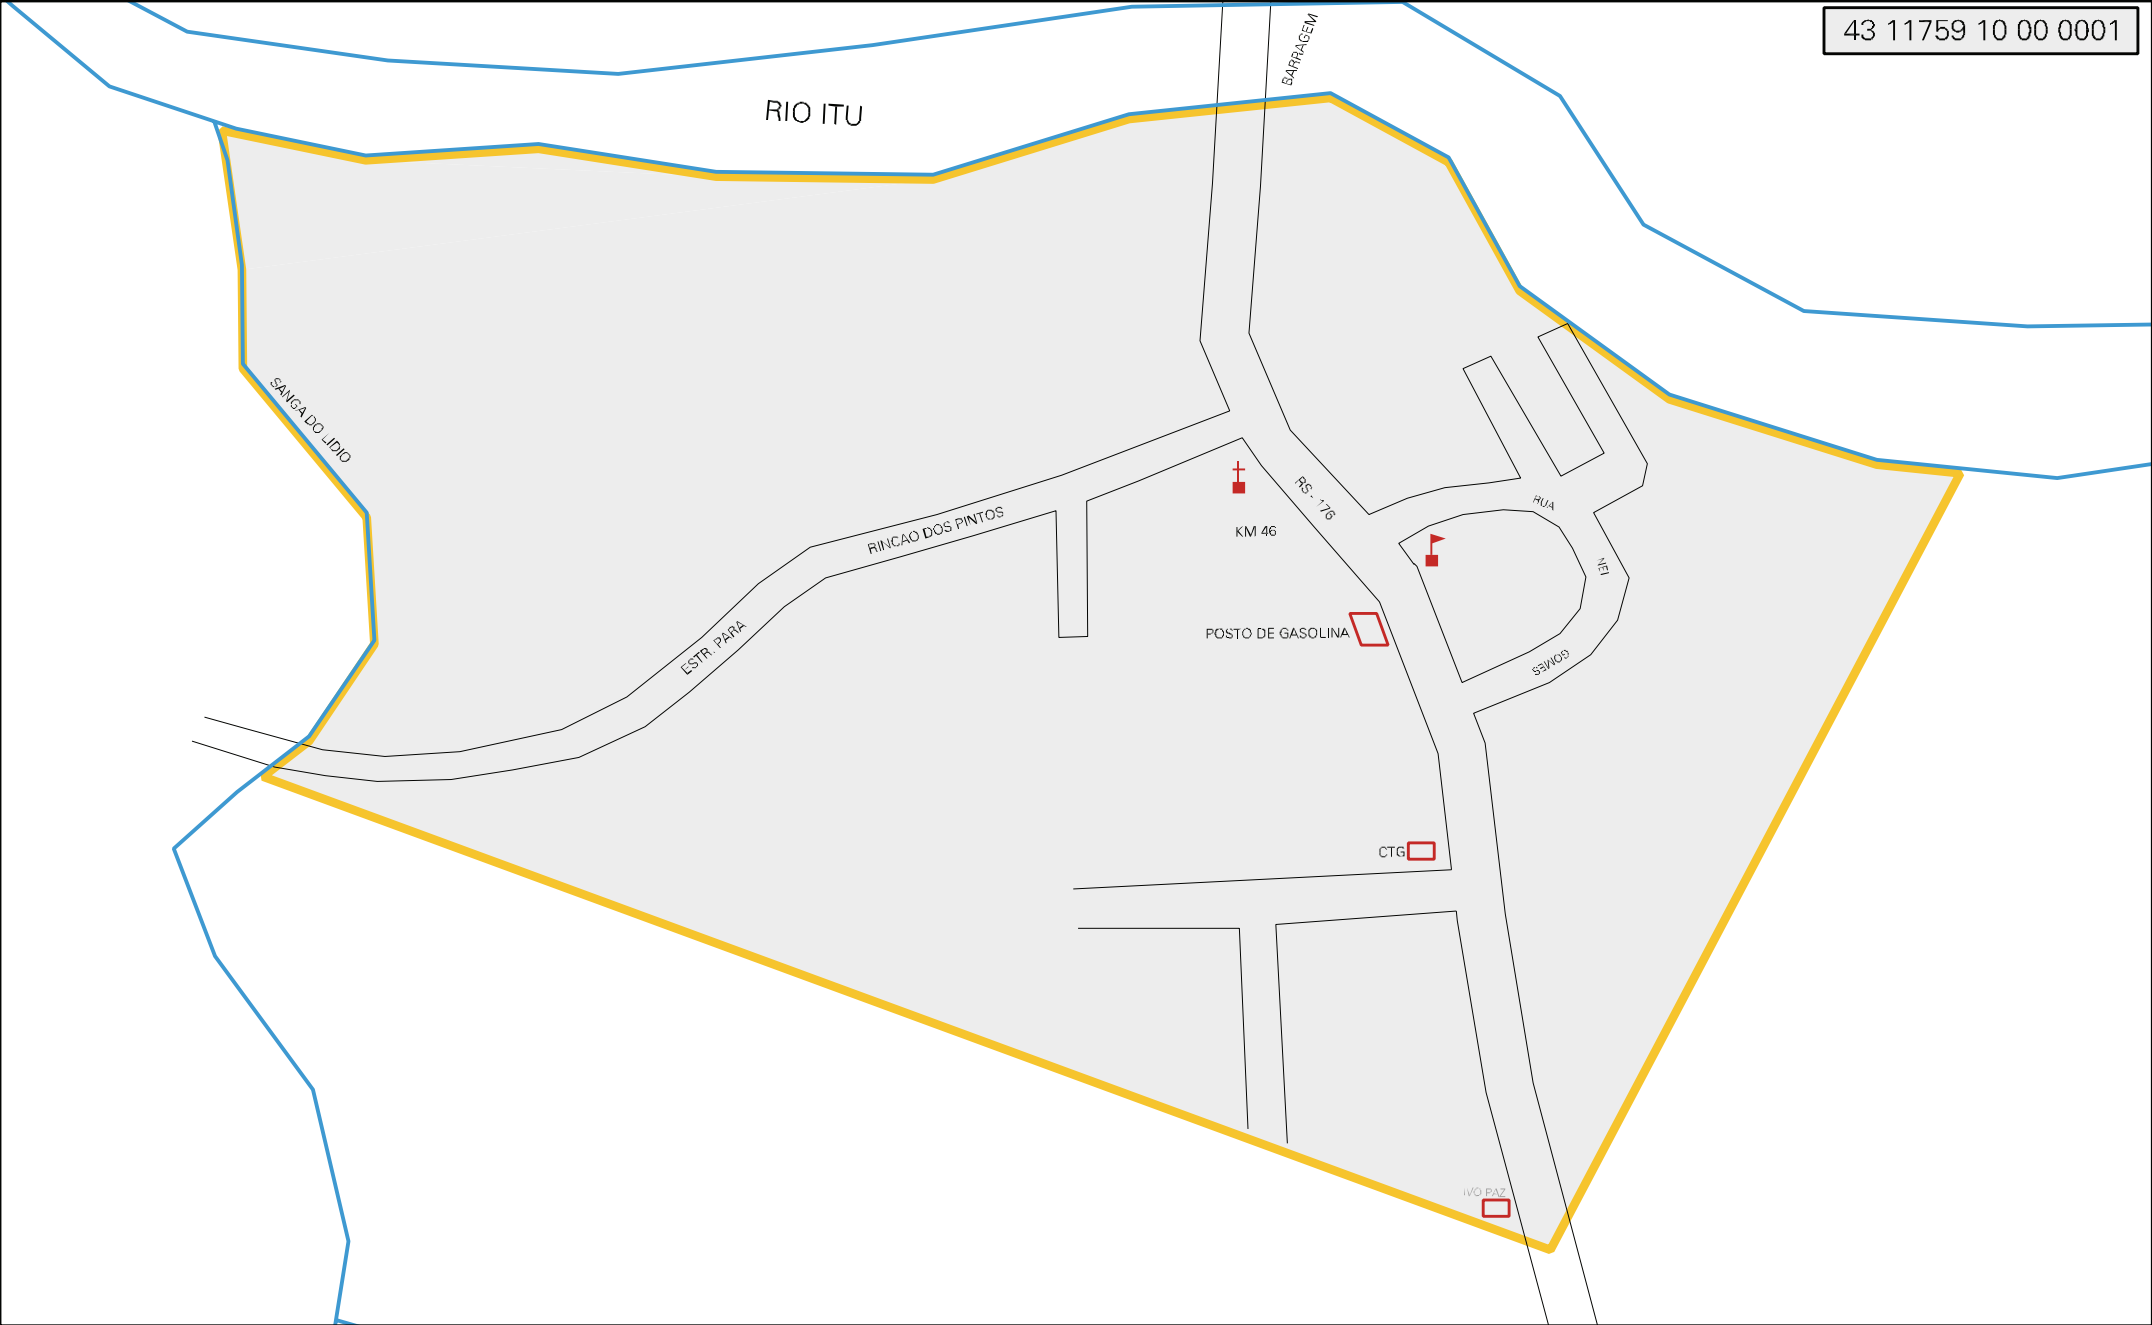 43 11759 10 00 0001
BARRAGEM
RIO ITU
SANGA DO LIDIO
RS - 176
RUA
RINCAO DOS PINTOS
KM 46
NEI
ESTR. PARA
POSTO DE GASOLINA
GOMES
CTG
IVO PAZ